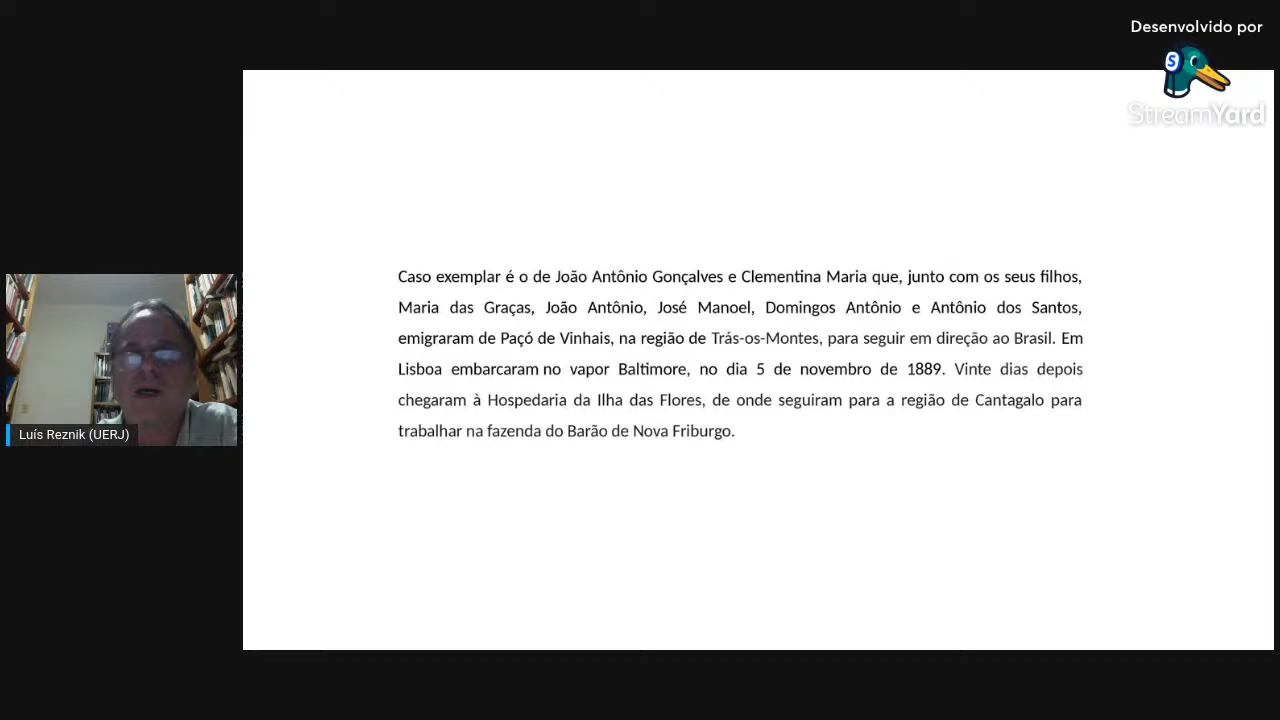 Desenvolvido por
S
StreamYard
Caso exemplar é o de João Antônio Gonçalves e Clementina Maria que, junto com os seus filhos,
Maria das Graças, João Antônio, José Manoel, Domingos Antônio e Antônio dos Santos,
emigraram de Paçó de Vinhais, na região de Trás-os-Montes, para seguir em direção ao Brasil. Em
Lisboa embarcaram no vapor Baltimore, no dia 5 de novembro de 1889. Vinte dias depois
chegaram à Hospedaria da Ilha das Flores, de onde seguiram para a região de Cantagalo para
trabalhar na fazenda do Barão de Nova Friburgo.
Luís Reznik (UERJ)